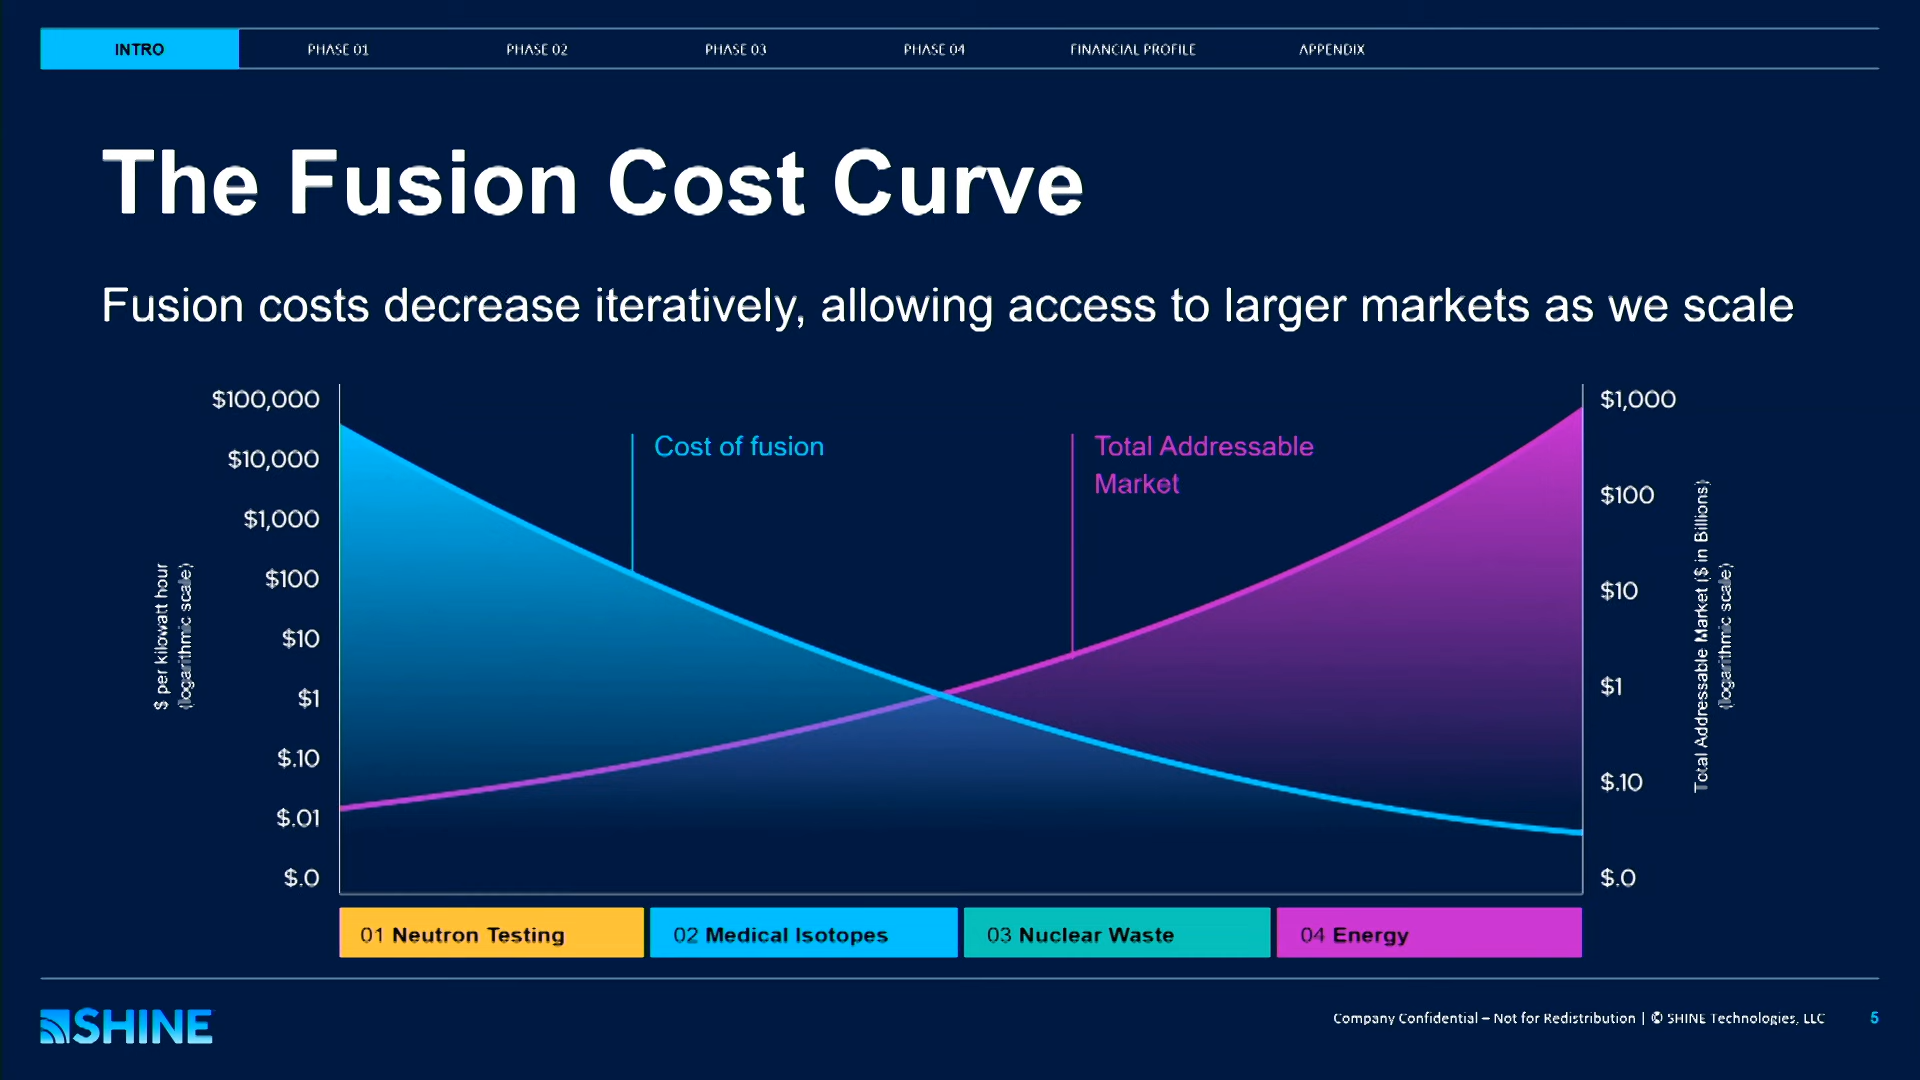 INTRO
PHASE 01
PHASE 02
PHASE 03
PHASE 04
FINANCIAL PROFILE
APPENDIX
The Fusion Cost Curve
Fusion costs decrease iteratively, allowing access to larger markets as we scale
$ per kilowatt hour
(logarithmic scale)
$100,000
$10,000
$1,000
$100
$10
$1
$.10
$.01
$.0
Cost of fusion
Total Addressable
Market
$1,000
$100
$10
$1
$.10
$.0
Total Addressable Market ($ in Billions)
(logarithmic scale)
01 Neutron Testing
02 Medical Isotopes
03 Nuclear Waste
04 Energy
SHINE
Company Confidential – Not for Redistribution | © SHINE Technologies, LLC
5